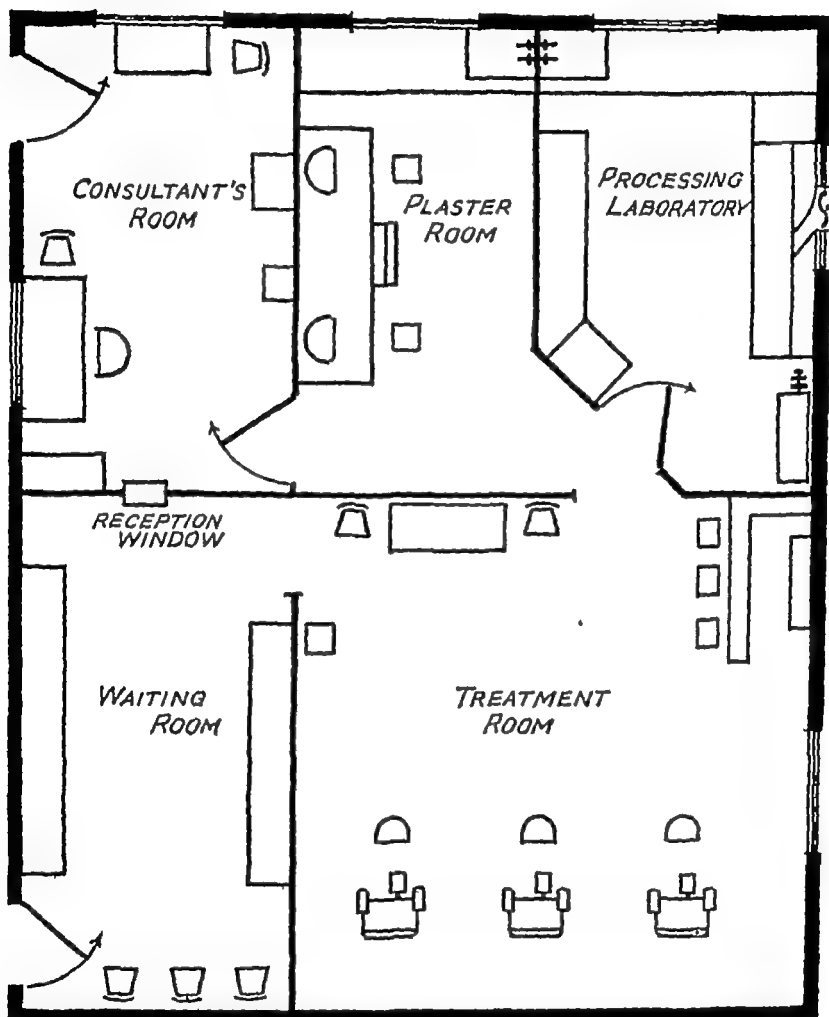 CONSULTANT'S
ROOM
PLASTER
ROOM
PROCESSING
LABORATORY
RECEPTION
WINDOW
WAITING
ROOM
TREATMENT
ROOM